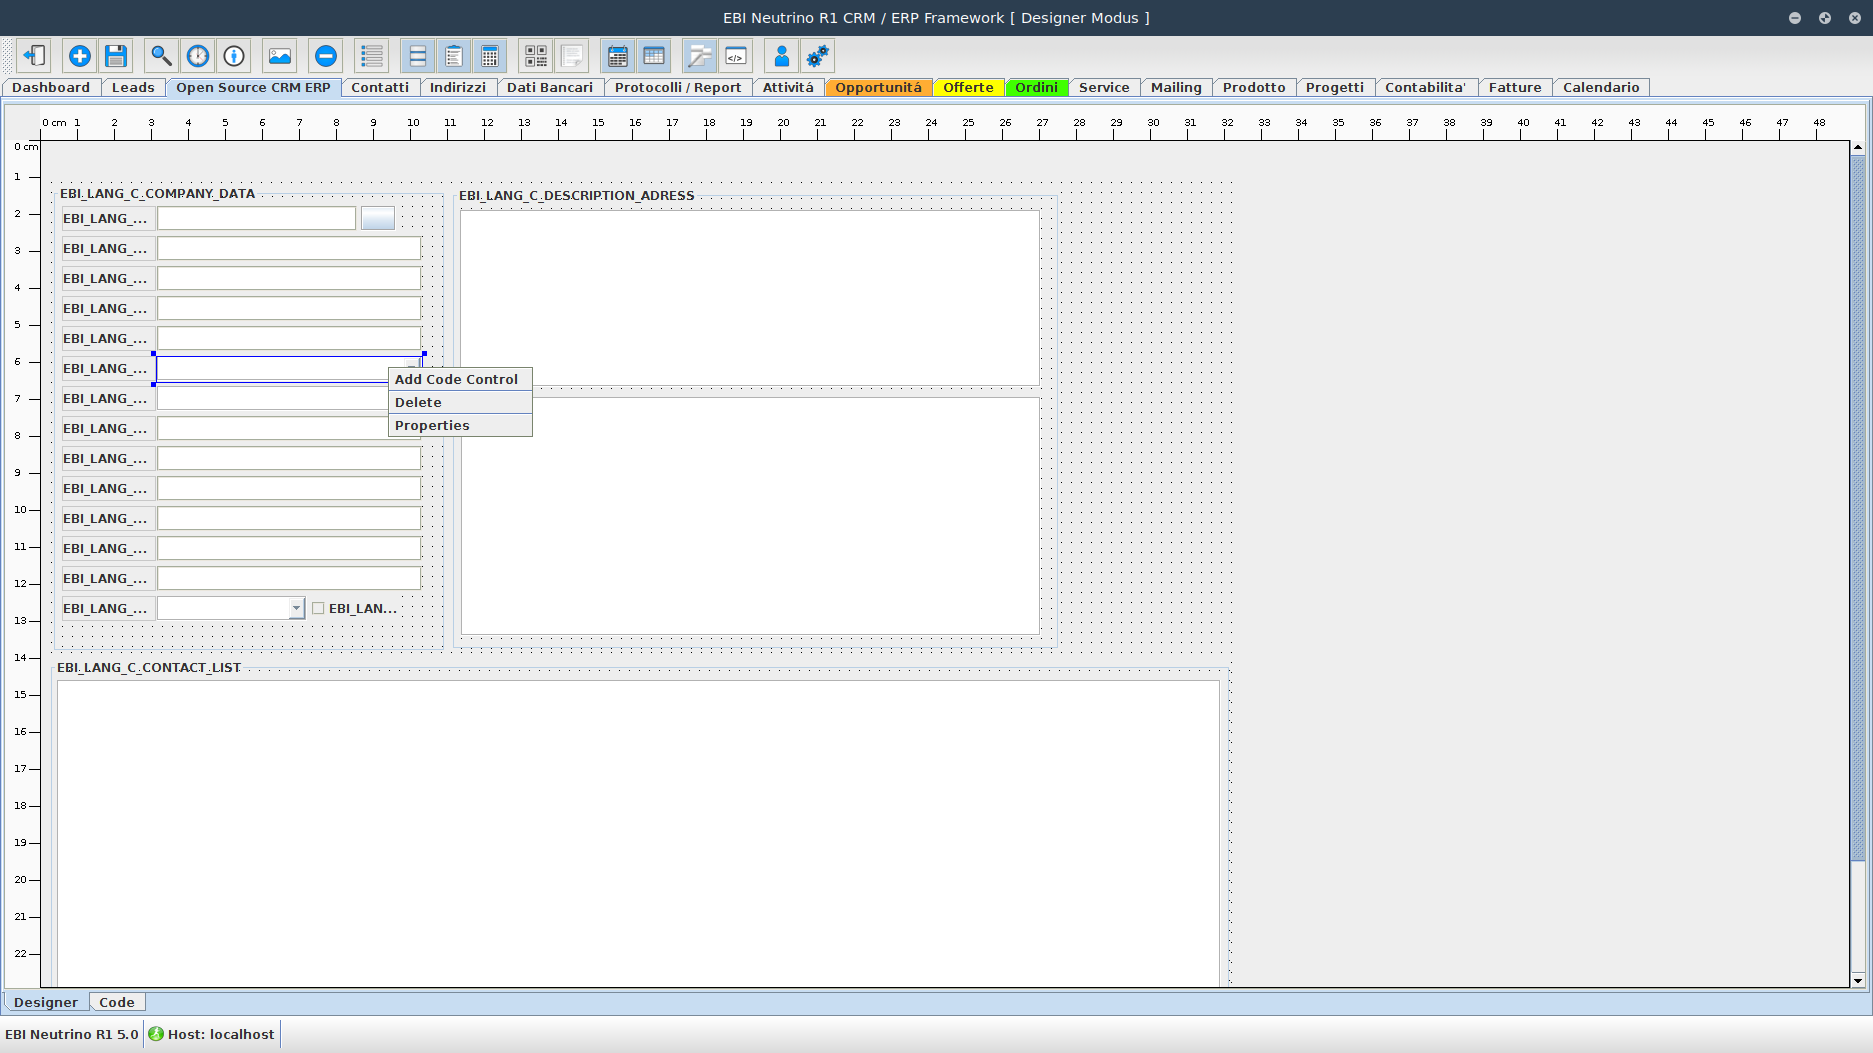 EBI Neutrino R1 CRM / ERP Framework [ Designer Modus ]
Dashboard Leads Open Source CRM ERP Contatti Indirizzi Dati Bancari Protocolli / Report Attivitá Opportunitá Offerte Ordini Service Mailing Prodotto Progetti Contabilita' Fatture Calendario
0 cm 1 2 3 4 5 6 7 8 9 10 11 12 13 14 15 16 17 18 19 20 21 22 23 24 25 26 27 28 29 30 31 32 33 34 35 36 37 38 39 40 41 42 43 44 45 46 47 48
0 cm
1
EBI_LANG_C_COMPANY_DATA EBI_LANG_C_DESCRIPTION_ADRESS
2 EBI_LANG_...
3 EBI_LANG_...
4 EBI_LANG_...
5 EBI_LANG_...
EBI_LANG_...
6 EBI_LANG_...
Add Code Control
7 EBI_LANG_... Delete
Properties
8 EBI_LANG_...
9 EBI_LANG_...
EBI_LANG_...
10 EBI_LANG_...
11 EBI_LANG_...
12 EBI_LANG_...
13 EBI_LANG_... EBI_LAN...
14
EBI_LANG_C_CONTACT_LIST
15
16
17
18
19
20
21
22
Designer Code
EBI Neutrino R1 5.0 Host: localhost